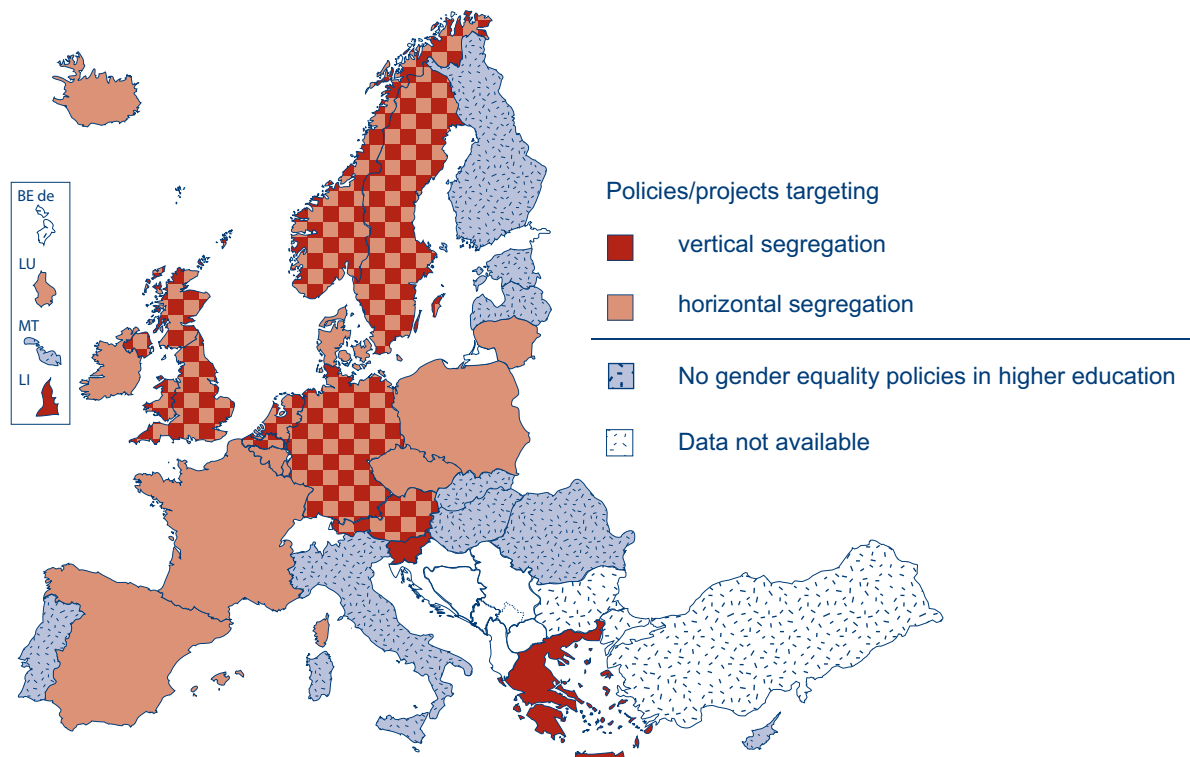 BE de
LU
MT
LI
Policies/projects targeting
vertical segregation
horizontal segregation
No gender equality policies in higher education
Data not available